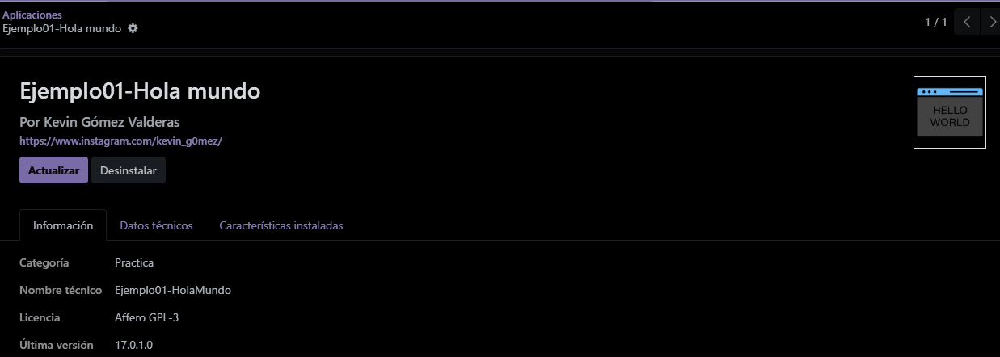 Aplicaciones
Ejemplo01-Hola mundo
1 / 1
Ejemplo01-Hola mundo
HELLO
WORLD
Por Kevin Gómez Valderas
https://www.instagram.com/kevin_g0mez/
Actualizar Desinstalar
Información Datos técnicos Características instaladas
Categoría Practica
Nombre técnico Ejemplo01-HolaMundo
Licencia Affero GPL-3
Última versión 17.0.1.0